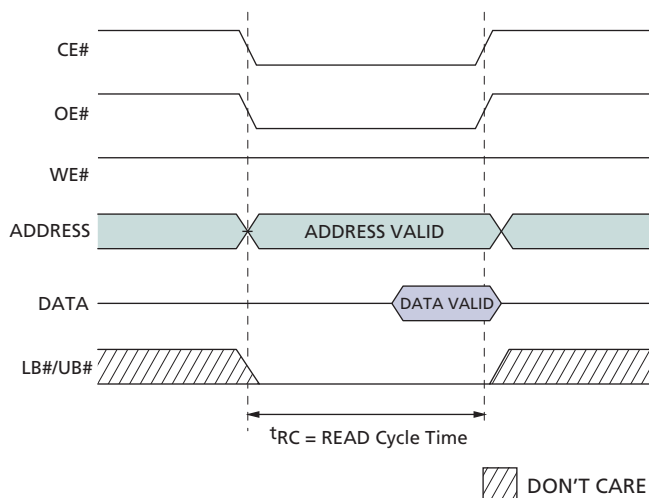 CE#
OE#
WE#
ADDRESS
ADDRESS VALID
DATA
DATA VALID
LB#/UB#
tRC = READ Cycle Time
DON'T CARE